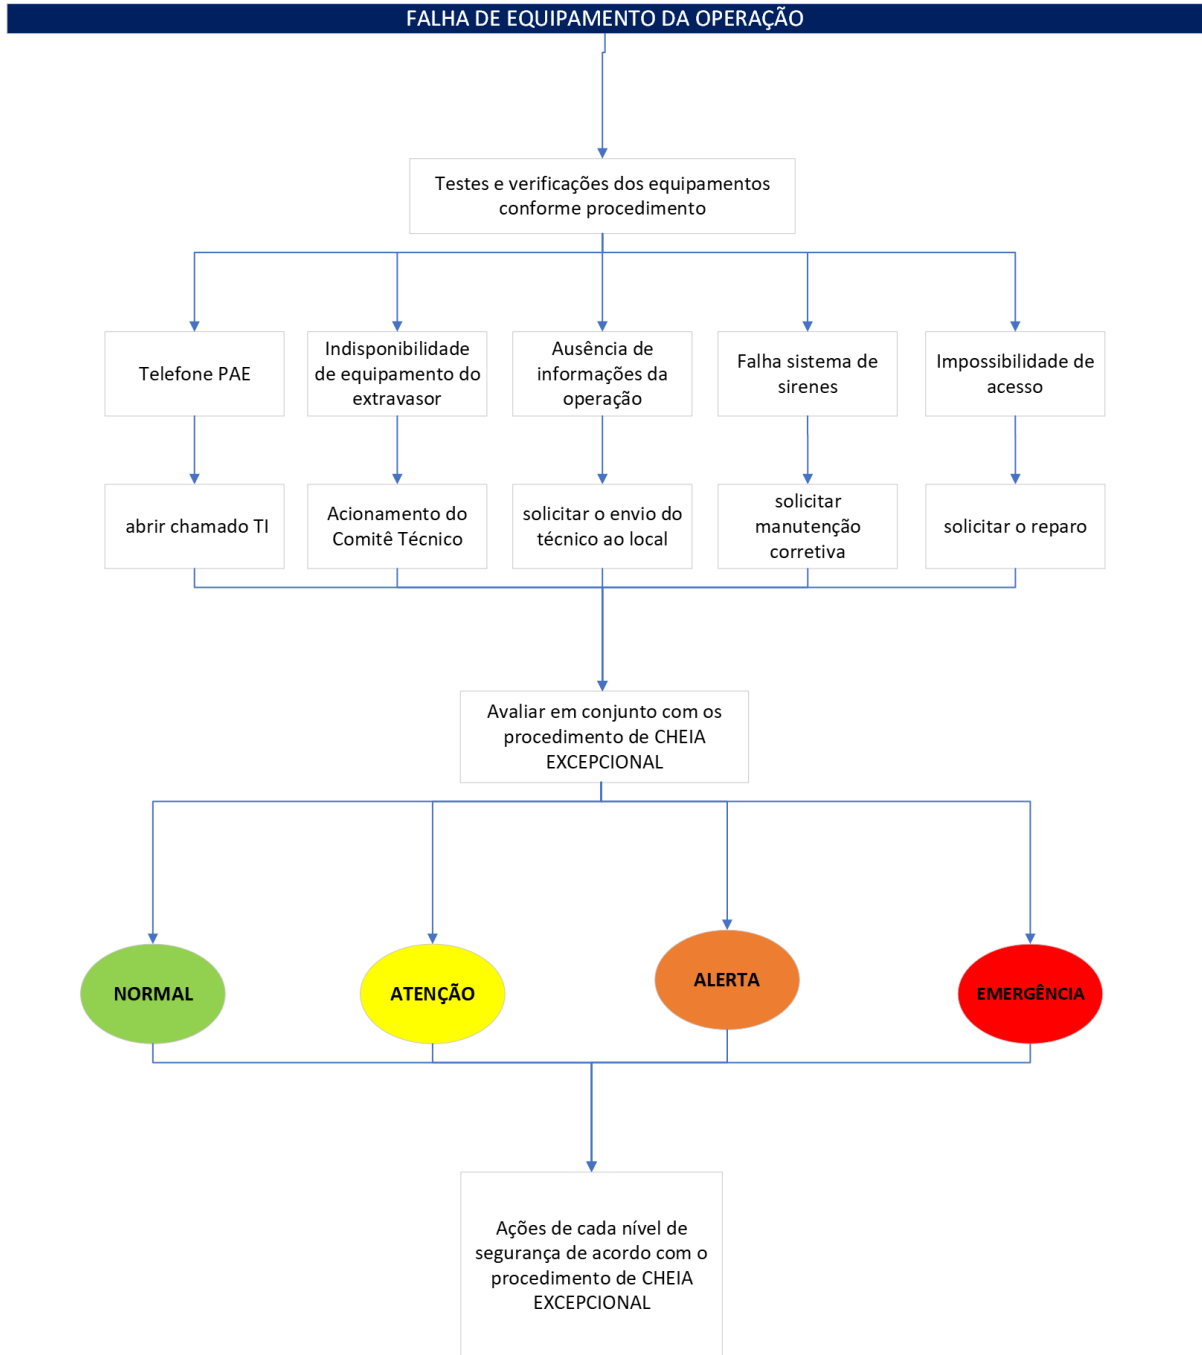 FALHA DE EQUIPAMENTO DA OPERAÇÃO
Testes e verificações dos equipamentos
conforme procedimento
Telefone PAE
Indisponibilidade
de equipamento do
extravasor
Ausência de
informações da
operação
Falha sistema de
sirenes
Impossibilidade de
acesso
abrir chamado TI
Acionamento do
Comitê Técnico
solicitar o envio do
técnico ao local
solicitar
manutenção
corretiva
solicitar o reparo
Avaliar em conjunto com os
procedimento de CHEIA
EXCEPCIONAL
NORMAL
ATENÇÃO
ALERTA
EMERGÊNCIA
Ações de cada nível de
segurança de acordo com o
procedimento de CHEIA
EXCEPCIONAL